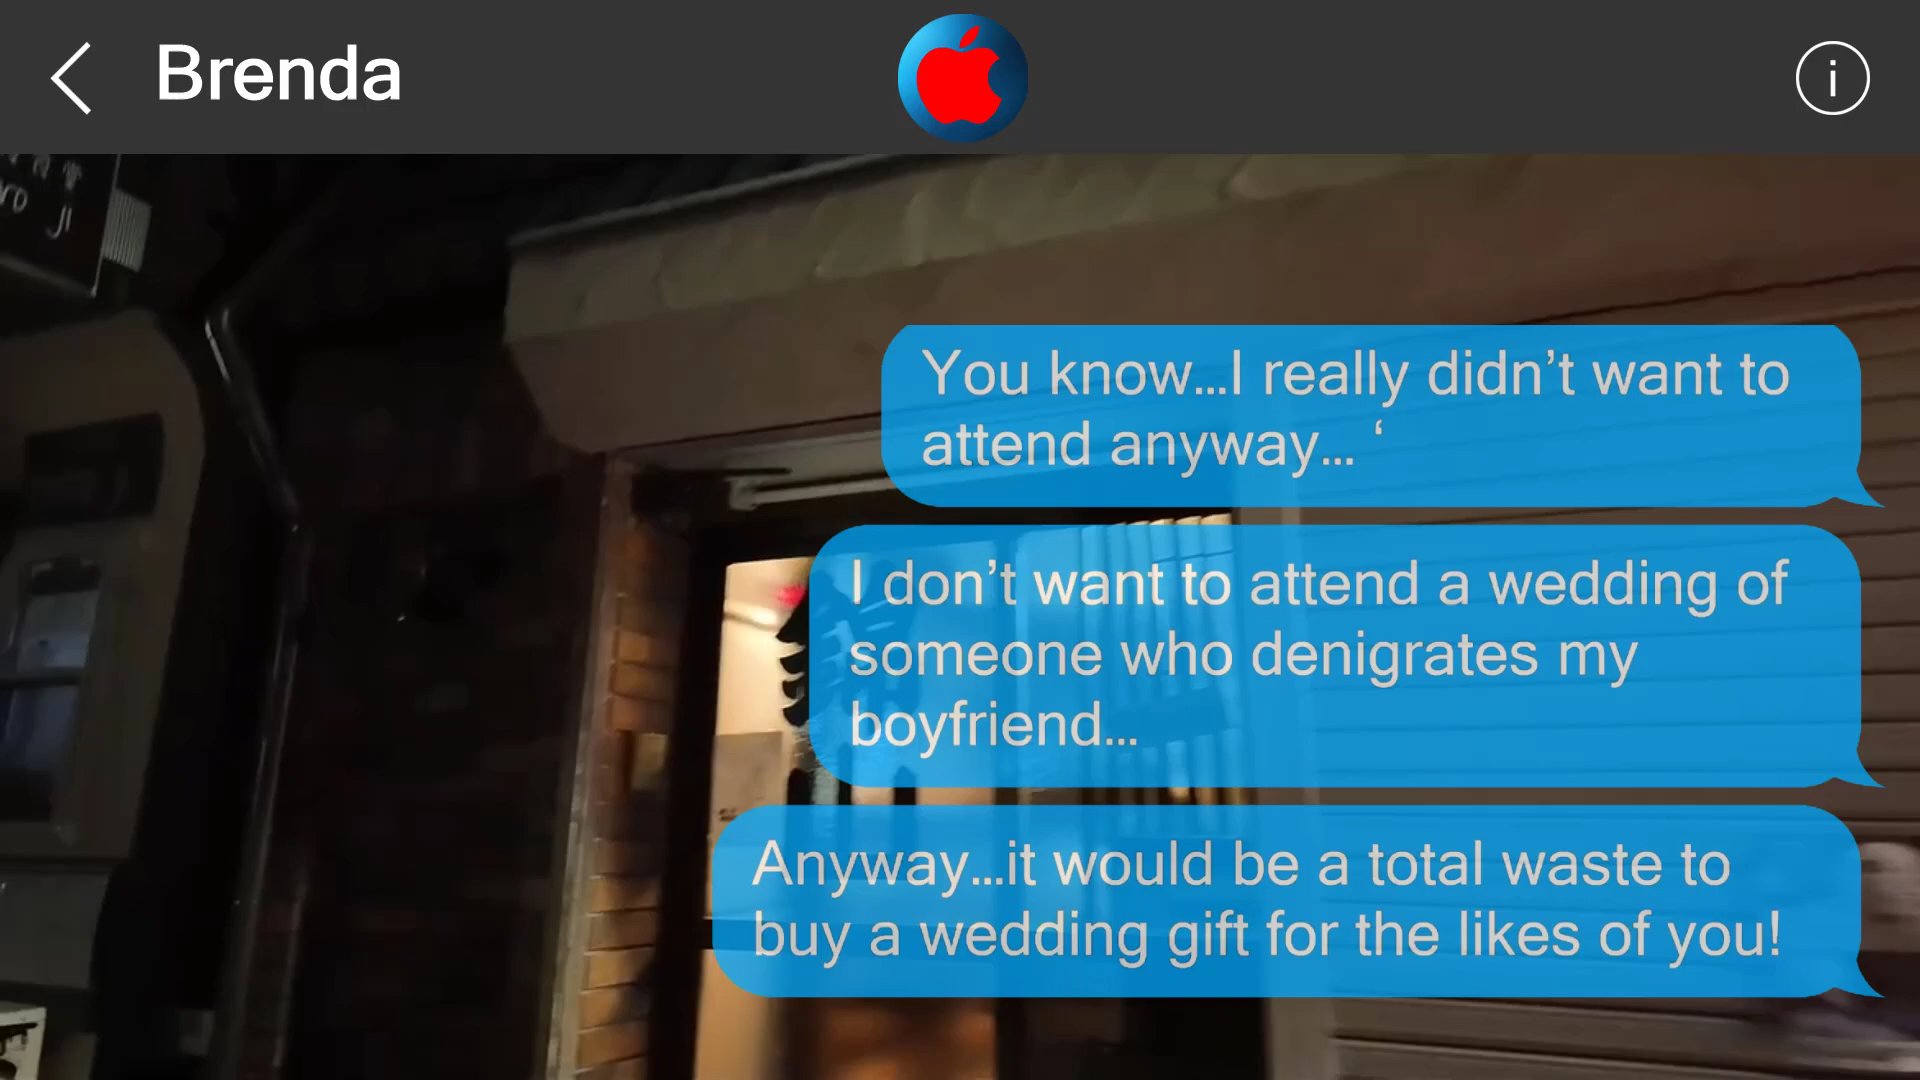 Brenda
i
You know...I really didn’t want to
attend anyway... ‘
I don’t want to attend a wedding of
someone who denigrates my
boyfriend...
Anyway...it would be a total waste to
buy a wedding gift for the likes of you!